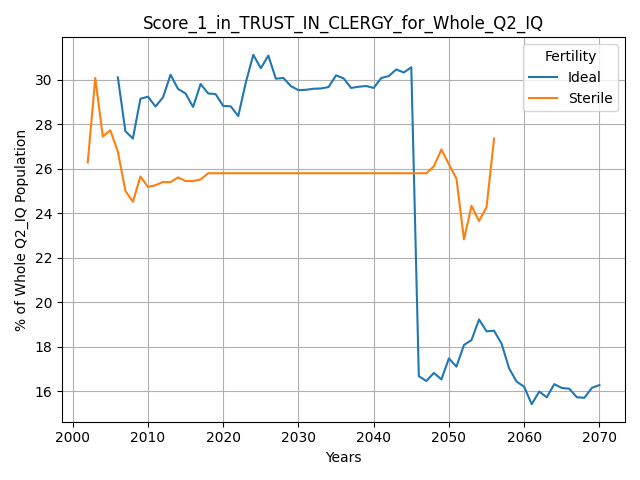 Score_1_in_TRUST_IN_CLERGY_for_Whole_Q2_IQ
Fertility
Ideal
Sterile
% of Whole Q2_IQ Population
30
28
26
24
22
20
18
16
2000 2010 2020 2030 2040 2050 2060 2070
Years